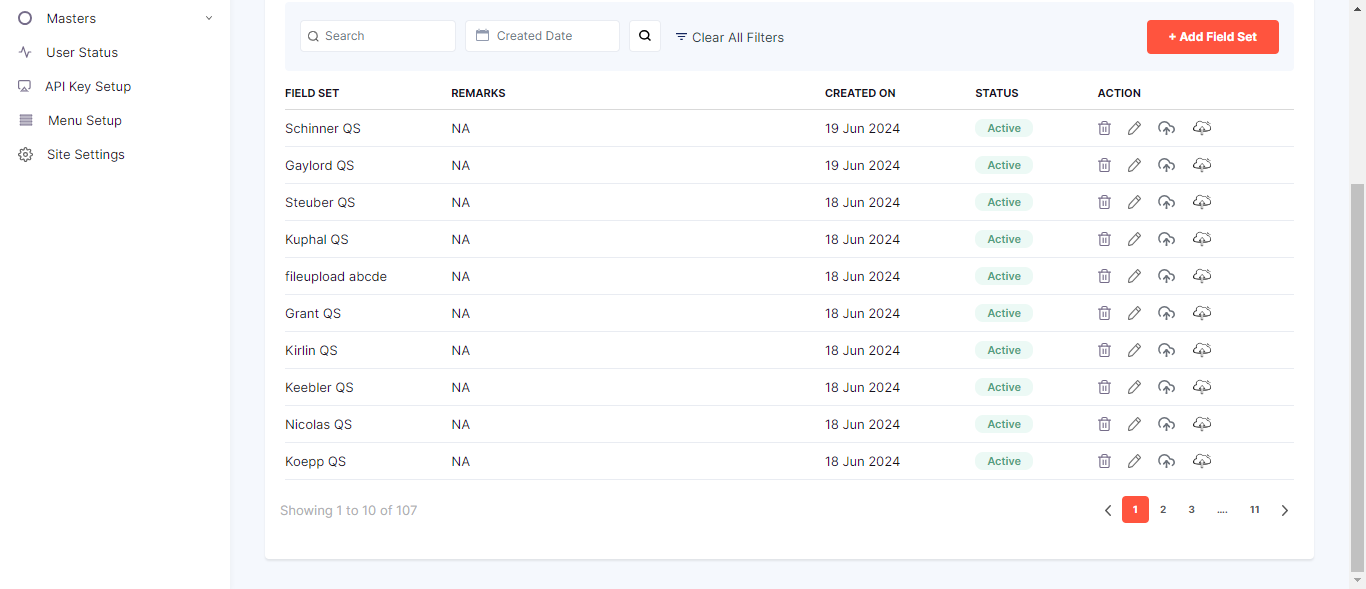 Masters
User Status
API Key Setup
Menu Setup
Site Settings
Search Created Date Clear All Filters + Add Field Set
FIELD SET REMARKS CREATED ON STATUS ACTION
Schinner QS NA 19 Jun 2024 Active
Gaylord QS NA 19 Jun 2024 Active
Steuber QS NA 18 Jun 2024 Active
Kuphal QS NA 18 Jun 2024 Active
fileupload abcde NA 18 Jun 2024 Active
Grant QS NA 18 Jun 2024 Active
Kirlin QS NA 18 Jun 2024 Active
Keebler QS NA 18 Jun 2024 Active
Nicolas QS NA 18 Jun 2024 Active
Koepp QS NA 18 Jun 2024 Active
Showing 1 to 10 of 107 1 2 3 .... 11